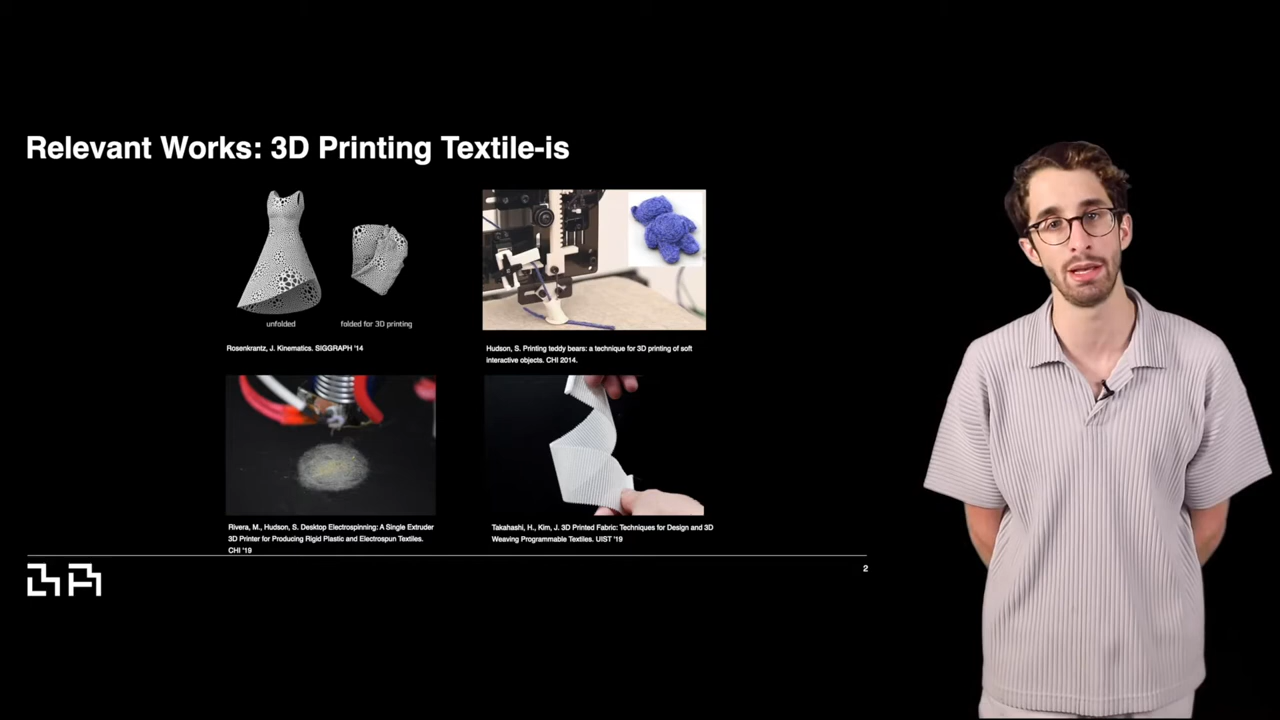 Relevant Works: 3D Printing Textile-is
unfolded
folded for 3D printing
Rosenkrantz, J. Kinematics. SIGGRAPH '14
Hudson, S. Printing teddy bears: a technique for 3D printing of soft
interactive objects. CHI 2014.
Rivera, M., Hudson, S. Desktop Electrospinning: A Single Extruder
3D Printer for Producing Rigid Plastic and Electrospun Textiles.
CHI '19
Takahashi, H., Kim, J. 3D Printed Fabric: Techniques for Design and 3D
Weaving Programmable Textiles. UIST '19
2